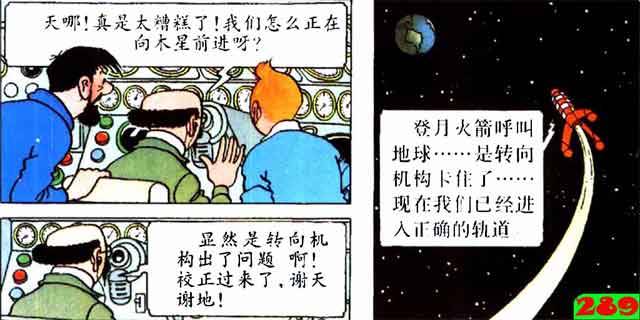 天哪!真是太糟糕了!我们怎么正在
向木星前进呀?
显然是转向机
构出了问题 啊!
校正过来了,谢天
谢地!
登月火箭呼叫
地球……是转向
机构卡住了……
现在我们已经进
入正确的轨道
289